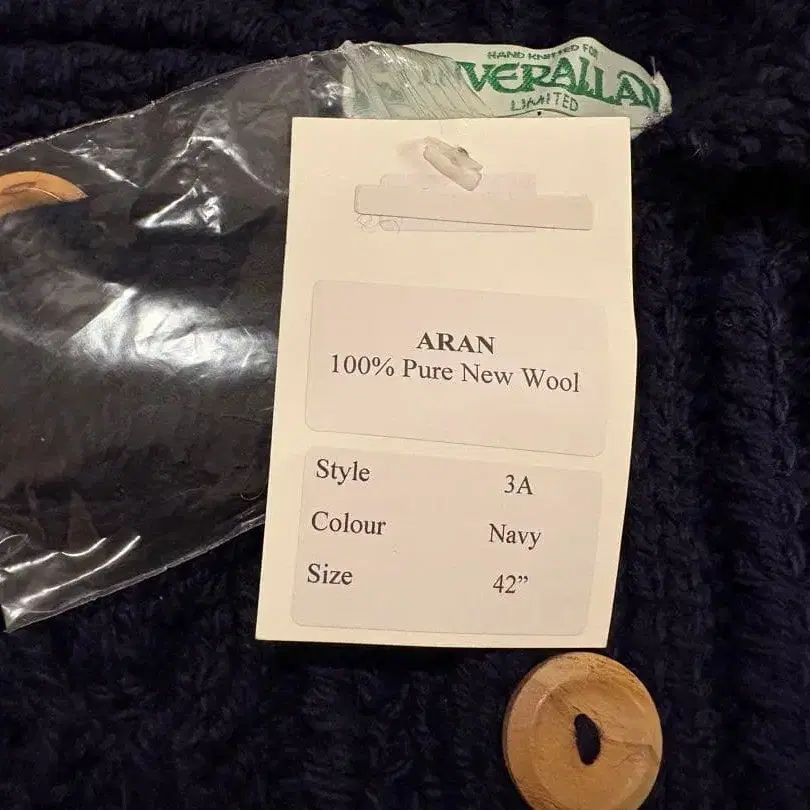 HAND KNITTED FOR
VERALLAN
LIMITED
ARAN
100% Pure New Wool
Style 3A
Colour Navy
Size 42”